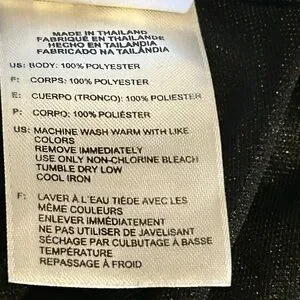 MADE IN THAILAND
FABRIQUÉ EN THAÏLANDE
HECHO EN TAILANDIA
FABRICADO NA TAILÂNDIA
US: BODY: 100% POLYESTER
F: CORPS: 100% POLYESTER
E: CUERPO (TRONCO): 100% POLIESTER
P: CORPO: 100% POLIÉSTER
US: MACHINE WASH WARM WITH LIKE
COLORS
REMOVE IMMEDIATELY
USE ONLY NON-CHLORINE BLEACH
TUMBLE DRY LOW
COOL IRON
F: LAVER À L'EAU TIÈDE AVEC LES
MÊME COULEURS
ENLEVER IMMÉDIATEMENT
NE PAS UTILISER DE JAVELISANT
SÉCHAGE PAR CULBUTAGE À BASSE
TEMPÉRATURE
REPASSAGE À FROID